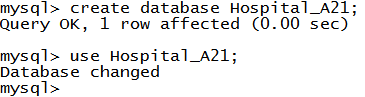 mysql> create database Hospital_A21;
Query OK, 1 row affected (0.00 sec)
mysql> use Hospital_A21;
Database changed
mysql>